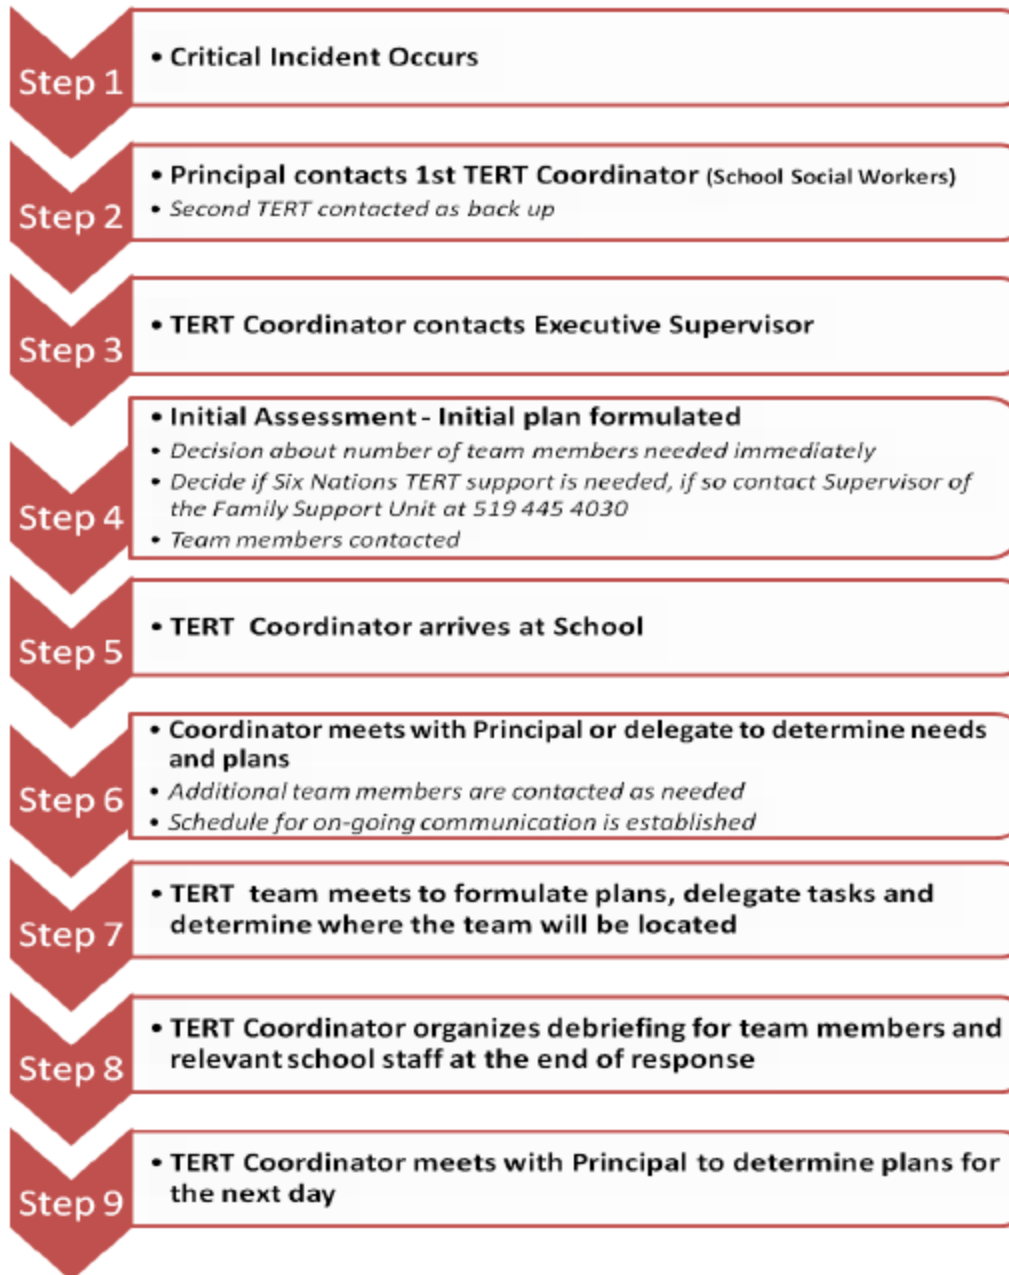 Step 1
• Critical Incident Occurs
Step 2
• Principal contacts 1st TERT Coordinator (School Social Workers)
• Second TERT contacted as back up
Step 3
• TERT Coordinator contacts Executive Supervisor
Step 4
• Initial Assessment - Initial plan formulated
• Decision about number of team members needed immediately
• Decide if Six Nations TERT support is needed, if so contact Supervisor of
the Family Support Unit at 519 445 4030
• Team members contacted
Step 5
• TERT Coordinator arrives at School
Step 6
• Coordinator meets with Principal or delegate to determine needs
and plans
• Additional team members are contacted as needed
• Schedule for on-going communication is established
Step 7
• TERT team meets to formulate plans, delegate tasks and
determine where the team will be located
Step 8
• TERT Coordinator organizes debriefing for team members and
relevant school staff at the end of response
Step 9
• TERT Coordinator meets with Principal to determine plans for
the next day